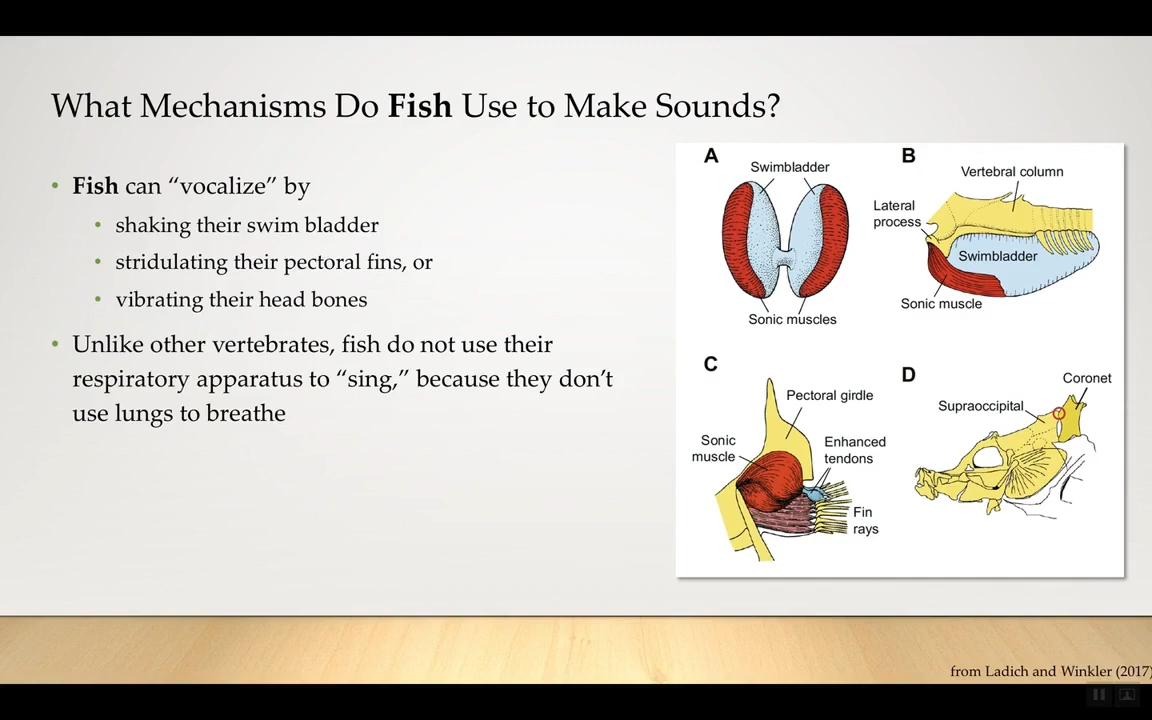 What Mechanisms Do Fish Use to Make Sounds?
• Fish can “vocalize” by
• shaking their swim bladder
• stridulating their pectoral fins, or
• vibrating their head bones
• Unlike other vertebrates, fish do not use their
respiratory apparatus to “sing,” because they don’t
use lungs to breathe
A
Swimbladder
Sonic muscles
B
Vertebral column
Lateral
process
Swimbladder
Sonic muscle
C
Pectoral girdle
Sonic
muscle
Enhanced
tendons
Fin
rays
D
Coronet
Supraoccipital
from Ladich and Winkler (2017)